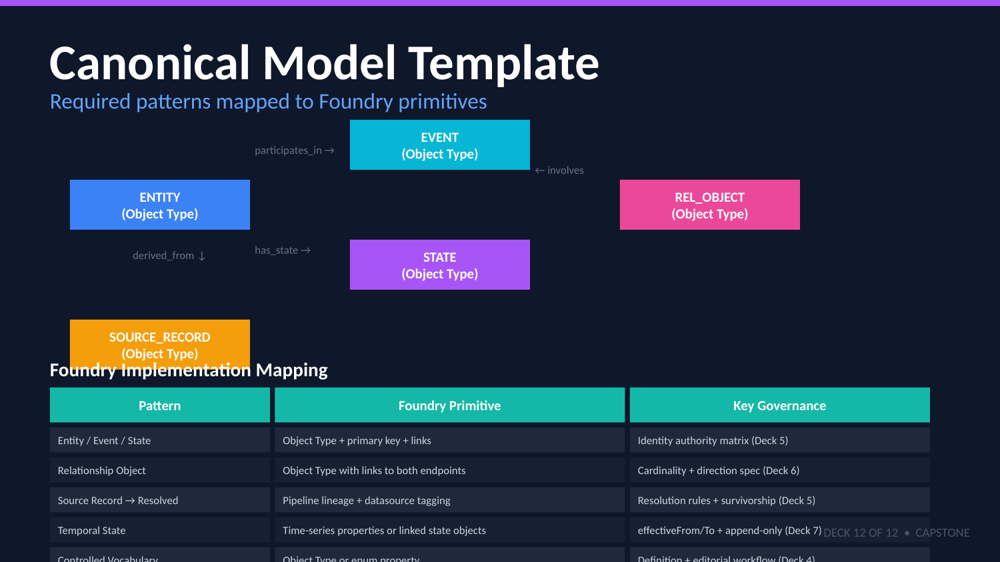 Canonical Model Template
Required patterns mapped to Foundry primitives
EVENT
(Object Type)
participates_in →
← involves
ENTITY
(Object Type)
REL_OBJECT
(Object Type)
derived_from ↓
has_state →
STATE
(Object Type)
SOURCE_RECORD
(Object Type)
Foundry Implementation Mapping
Pattern
Foundry Primitive
Key Governance
Entity / Event / State
Object Type + primary key + links
Identity authority matrix (Deck 5)
Relationship Object
Object Type with links to both endpoints
Cardinality + direction spec (Deck 6)
Source Record → Resolved
Pipeline lineage + datasource tagging
Resolution rules + survivorship (Deck 5)
Temporal State
Time-series properties or linked state objects
effectiveFrom/To + append-only (Deck 7)
DECK 12 OF 12 • CAPSTONE
Controlled Vocabulary
Object Type or enum property
Definition + editorial workflow (Deck 4)